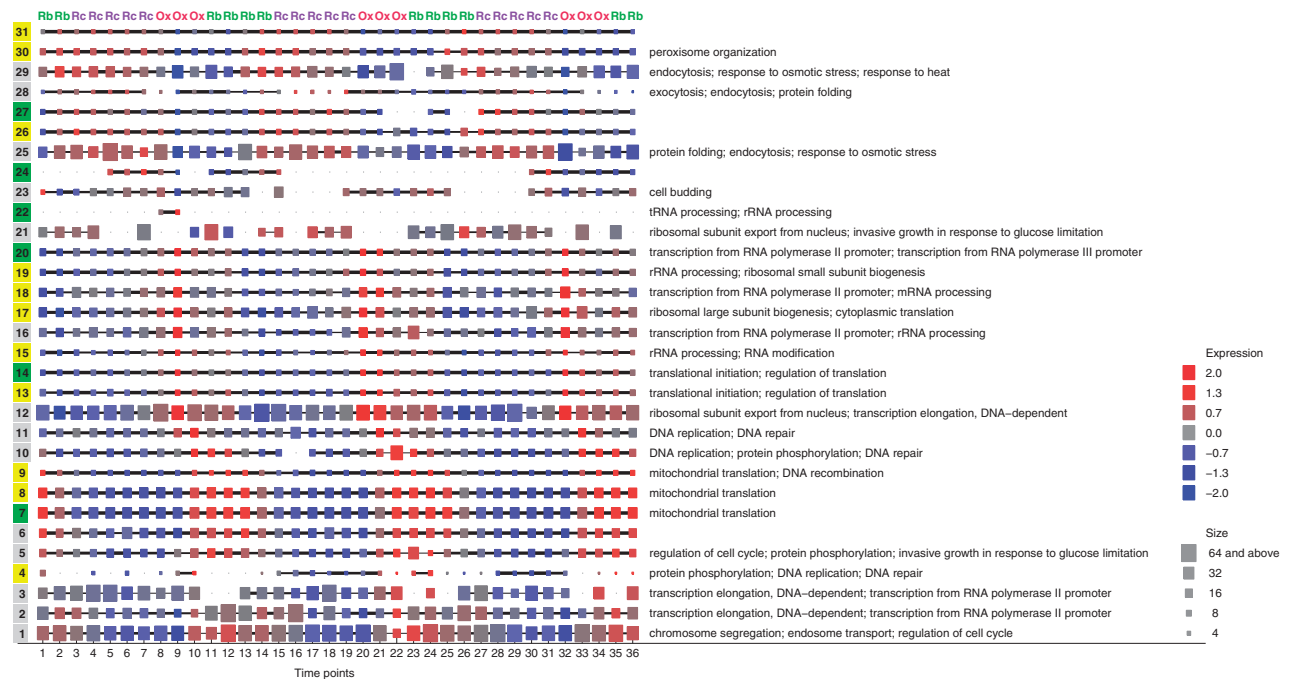 Rb Rb Rc Rc Rc Rc Rc Ox Ox Ox Rb Rb Rb Rb Rc Rc Rc Rc Rc Ox Ox Ox Rb Rb Rb Rb Rc Rc Rc Rc Rc Ox Ox Ox Rb Rb
31
30 peroxisome organization
29 endocytosis; response to osmotic stress; response to heat
28 exocytosis; endocytosis; protein folding
27
26
25 protein folding; endocytosis; response to osmotic stress
24
23 cell budding
22 tRNA processing; rRNA processing
21 ribosomal subunit export from nucleus; invasive growth in response to glucose limitation
20 transcription from RNA polymerase II promoter; transcription from RNA polymerase III promoter
19 rRNA processing; ribosomal small subunit biogenesis
18 transcription from RNA polymerase II promoter; mRNA processing
17 ribosomal large subunit biogenesis; cytoplasmic translation
16 transcription from RNA polymerase II promoter; rRNA processing
15 rRNA processing; RNA modification
14 translational initiation; regulation of translation
13 translational initiation; regulation of translation
12 ribosomal subunit export from nucleus; transcription elongation, DNA−dependent
11 DNA replication; DNA repair
10 DNA replication; protein phosphorylation; DNA repair
9 mitochondrial translation; DNA recombination
8 mitochondrial translation
7 mitochondrial translation
6
5 regulation of cell cycle; protein phosphorylation; invasive growth in response to glucose limitation
4 protein phosphorylation; DNA replication; DNA repair
3 transcription elongation, DNA−dependent; transcription from RNA polymerase II promoter
2 transcription elongation, DNA−dependent; transcription from RNA polymerase II promoter
1 chromosome segregation; endosome transport; regulation of cell cycle
1 2 3 4 5 6 7 8 9 10 11 12 13 14 15 16 17 18 19 20 21 22 23 24 25 26 27 28 29 30 31 32 33 34 35 36
Time points
Expression
2.0
1.3
0.7
0.0
−0.7
−1.3
−2.0
Size
64 and above
32
16
8
4